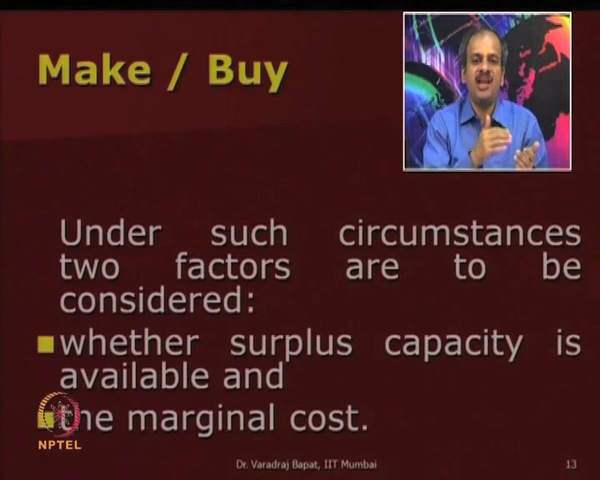 Make / Buy
Under such circumstances
two factors are to be
considered:
whether surplus capacity is
available and
the marginal cost.
NPTEL
Dr. Varadraj Bapat, IIT Mumbai
13